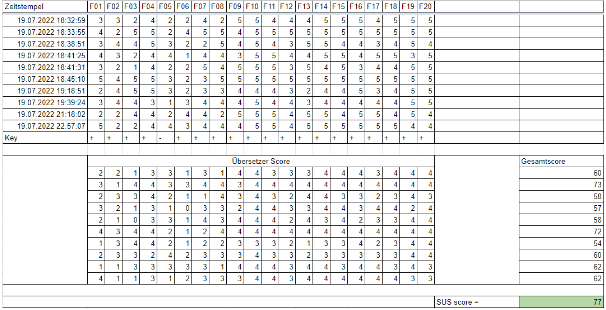 Zeitstempel F01 F02 F03 F04 F05 F06 F07 F08 F09 F10 F11 F12 F13 F14 F15 F16 F17 F18 F19 F20
19.07.2022 18:32:59 3 3 2 4 2 2 4 2 5 5 4 4 4 5 5 5 4 5 5 5
19.07.2022 18:33:55 4 2 5 5 2 5 4 4 5 5 5 5 5 5 5 5 5 5 5 5
19.07.2022 18:38:51 3 4 4 5 3 2 2 5 4 5 4 3 4 5 5 4 4 3 4 5
19.07.2022 18:41:25 4 3 2 4 4 1 4 4 3 5 5 4 4 5 4 5 5 5 3 5
19.07.2022 18:41:31 3 2 1 4 2 2 5 4 5 5 5 5 3 5 4 5 3 4 4 5
19.07.2022 18:45:10 5 4 5 5 3 2 3 5 5 5 5 5 5 5 5 5 5 5 5 5
19.07.2022 19:18:51 2 4 5 5 3 2 3 3 4 4 4 3 2 4 4 5 3 4 5 5
19.07.2022 19:39:24 3 4 4 3 1 3 4 4 4 5 4 4 3 4 4 4 4 4 5 5
19.07.2022 21:18:02 2 2 4 4 2 4 4 2 5 5 5 4 5 4 5 5 5 4 5 4
19.07.2022 22:57:07 5 2 2 4 4 3 4 4 5 5 5 4 4 5 5 5 5 5 4 4
Key + + + + - + + + + + + + + + + + + + + +
Übersetzer Score Gesamtscore
2 2 1 3 3 1 3 1 4 4 3 3 3 4 4 4 3 4 4 4 60
3 1 4 4 3 4 3 3 4 4 4 4 4 4 4 4 4 4 4 4 73
2 3 3 4 2 1 1 4 3 4 3 2 3 4 4 3 3 2 3 4 58
3 2 1 3 1 0 3 3 2 4 4 3 3 4 3 4 4 4 2 4 57
2 1 0 3 3 1 4 3 4 4 4 4 2 4 3 4 2 3 3 4 58
4 3 4 4 2 1 2 4 4 4 4 4 4 4 4 4 4 4 4 4 72
1 3 4 4 2 1 2 2 3 3 3 2 1 3 3 4 2 3 4 4 54
2 3 3 2 4 2 3 3 3 4 3 3 2 3 3 3 3 3 4 4 60
1 1 3 3 3 3 3 1 4 4 4 3 4 3 4 4 4 3 4 3 62
4 1 1 3 1 2 3 3 4 4 4 3 3 4 4 4 4 4 3 3 62
SUS score = 77